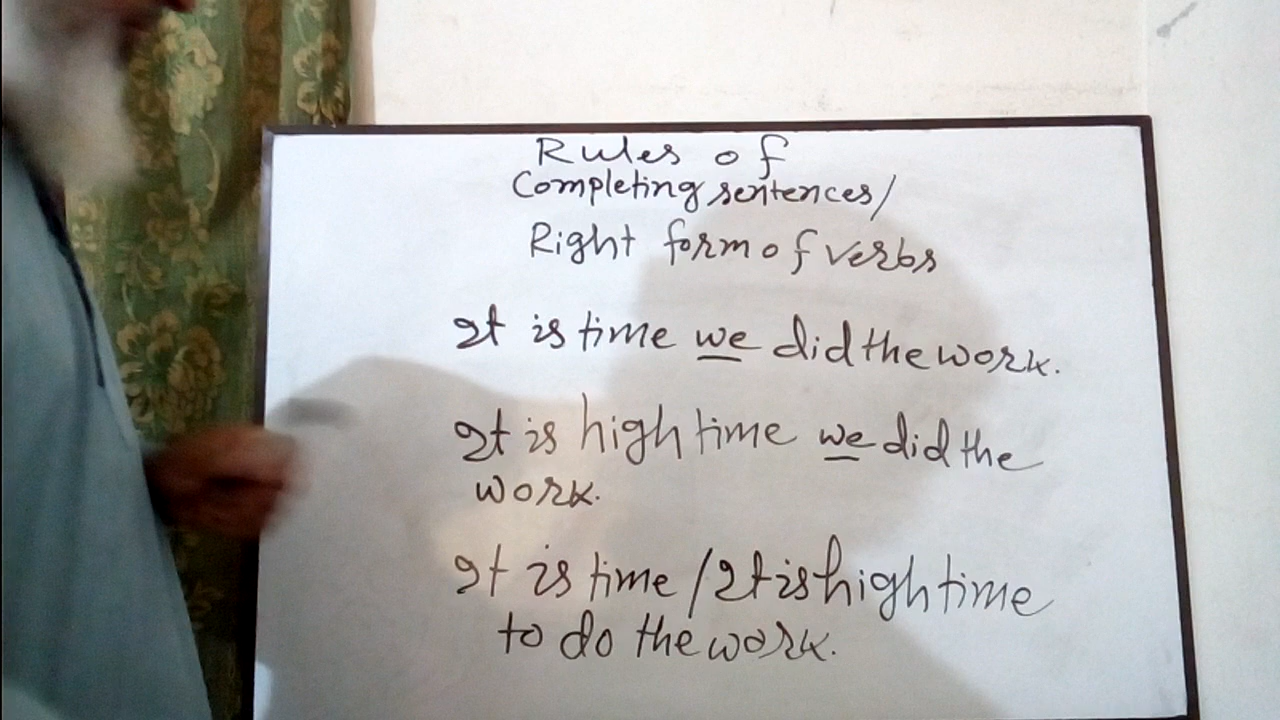 Rules of
Completing sentences/
Right form of verbs
It is time we did the work.
It is high time we did the
work.
It is time / It is high time
to do the work.